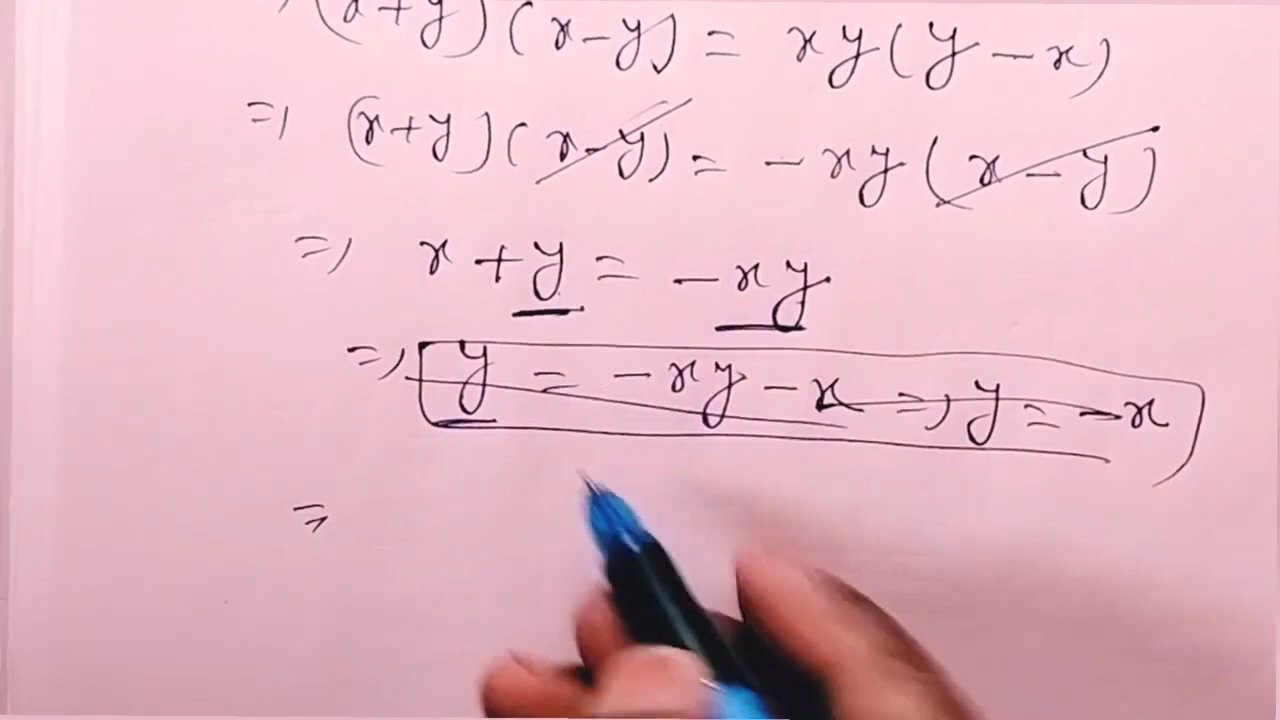 (x+y)(x-y) = xy(y-x)
=> (x+y)(x-y) = -xy(x-y)
=> x+y = -xy
=> y = -xy-x => y = -x
=